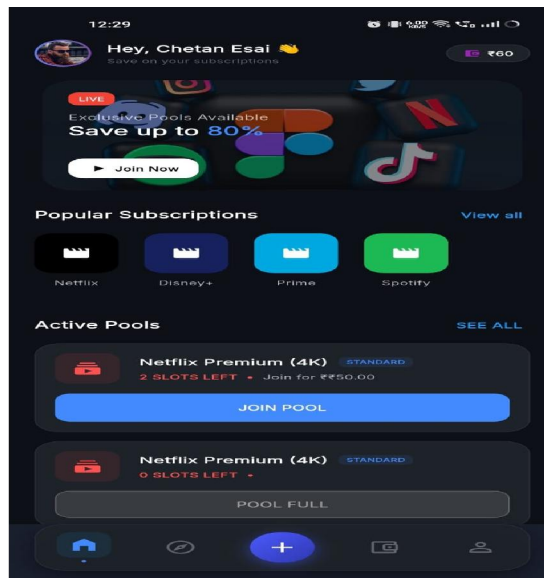 12:29
Hey, Chetan Esai 👋
Save on your subscriptions
₹60
LIVE
Exclusive Pools Available
Save up to 80%
Join Now
Popular Subscriptions
View all
Netflix
Disney+
Prime
Spotify
Active Pools
SEE ALL
Netflix Premium (4K)
STANDARD
2 SLOTS LEFT • Join for ₹₹50.00
JOIN POOL
Netflix Premium (4K)
STANDARD
0 SLOTS LEFT •
POOL FULL